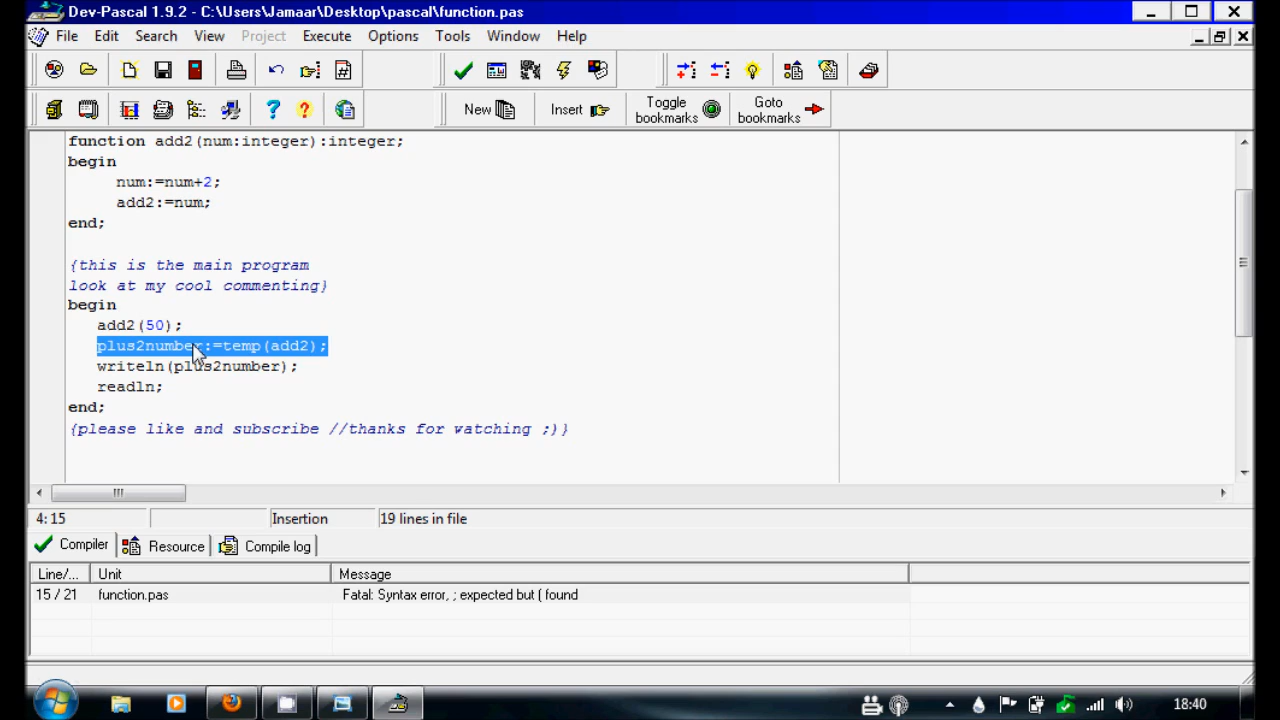 Dev-Pascal 1.9.2 - C:\Users\Jamaar\Desktop\pascal\function.pas
File Edit Search View Project Execute Options Tools Window Help
New Insert Toggle bookmarks Goto bookmarks
function add2(num:integer):integer;
begin
num:=num+2;
add2:=num;
end;
{this is the main program
look at my cool commenting}
begin
add2(50);
plus2number:=temp(add2);
writeln(plus2number);
readln;
end;
{please like and subscribe //thanks for watching ;)}
4: 15 Insertion 19 lines in file
Compiler Resource Compile log
Line/... Unit Message
15 / 21 function.pas Fatal: Syntax error, ; expected but ( found
18:40